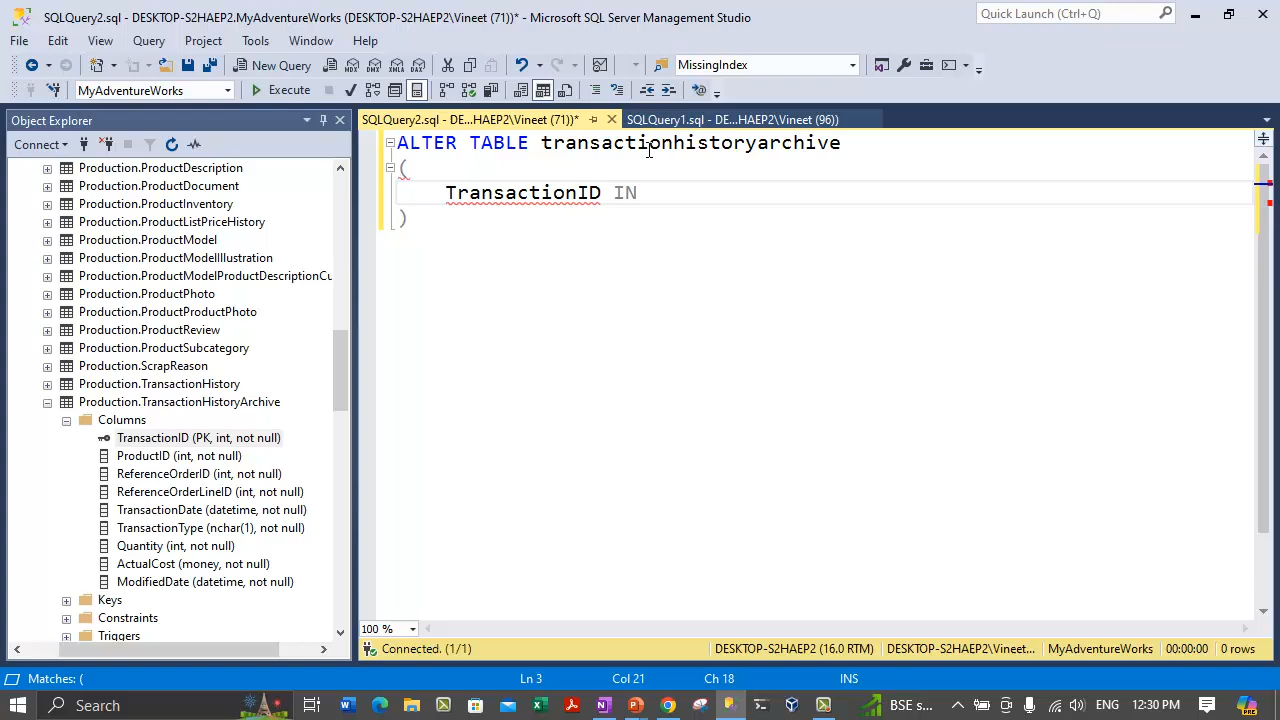 SQLQuery2.sql - DESKTOP-S2HAEP2.MyAdventureWorks (DESKTOP-S2HAEP2\Vineet (71))* - Microsoft SQL Server Management Studio
Quick Launch (Ctrl+Q)
File Edit View Query Project Tools Window Help
New Query MDX DMX XMLA DAX MissingIndex
MyAdventureWorks Execute
Object Explorer
SQLQuery2.sql - DE...HAEP2\Vineet (71))* SQLQuery1.sql - DE...HAEP2\Vineet (96))
Connect
Production.ProductDescription
Production.ProductDocument
Production.ProductInventory
Production.ProductListPriceHistory
Production.ProductModel
Production.ProductModelIllustration
Production.ProductModelProductDescriptionCu
Production.ProductPhoto
Production.ProductProductPhoto
Production.ProductReview
Production.ProductSubcategory
Production.ScrapReason
Production.TransactionHistory
Production.TransactionHistoryArchive
Columns
TransactionID (PK, int, not null)
ProductID (int, not null)
ReferenceOrderID (int, not null)
ReferenceOrderLineID (int, not null)
TransactionDate (datetime, not null)
TransactionType (nchar(1), not null)
Quantity (int, not null)
ActualCost (money, not null)
ModifiedDate (datetime, not null)
Keys
Constraints
Triggers
ALTER TABLE transactionhistoryarchive
(
TransactionID IN
)
100 %
Connected. (1/1) DESKTOP-S2HAEP2 (16.0 RTM) DESKTOP-S2HAEP2\Vineet... MyAdventureWorks 00:00:00 0 rows
Matches: ( Ln 3 Col 21 Ch 18 INS
Search BSE s... ENG 12:30 PM